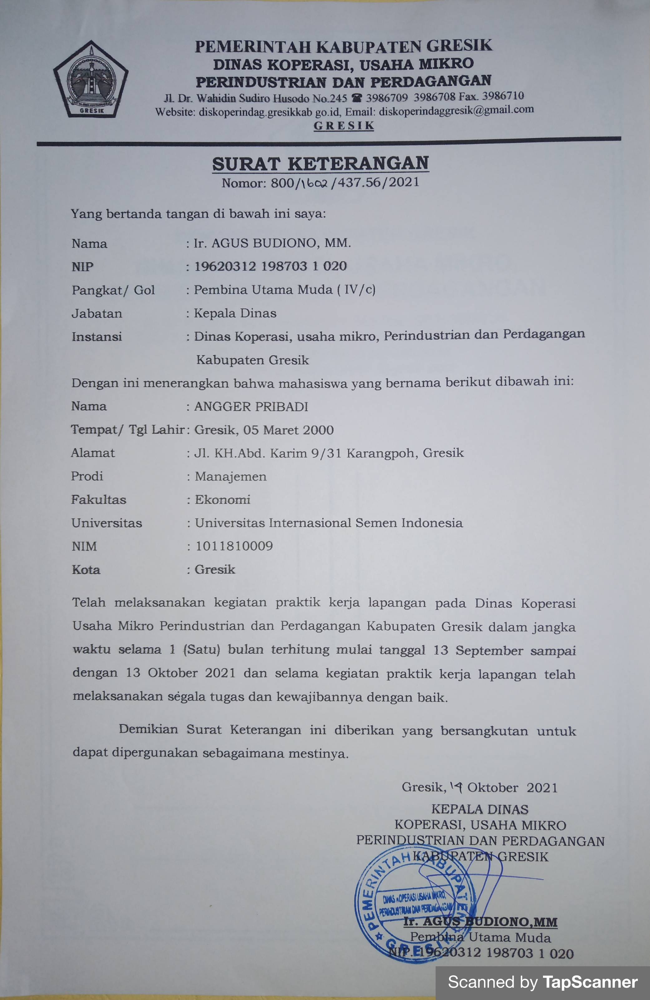 PEMERINTAH KABUPATEN GRESIK
DINAS KOPERASI, USAHA MIKRO
PERINDUSTRIAN DAN PERDAGANGAN
Jl. Dr. Wahidin Sudiro Husodo No.245 ☎ 3986709 3986708 Fax. 3986710
Website: diskoperindag.gresikkab go.id, Email: diskoperindaggresik@gmail.com
GRESIK
GRESIK
SURAT KETERANGAN
Nomor: 800/1602/437.56/2021
Yang bertanda tangan di bawah ini saya:
Nama : Ir. AGUS BUDIONO, MM.
NIP : 19620312 198703 1 020
Pangkat/ Gol : Pembina Utama Muda ( IV/c)
Jabatan : Kepala Dinas
Instansi : Dinas Koperasi, usaha mikro, Perindustrian dan Perdagangan
Kabupaten Gresik
Dengan ini menerangkan bahwa mahasiswa yang bernama berikut dibawah ini:
Nama : ANGGER PRIBADI
Tempat/ Tgl Lahir : Gresik, 05 Maret 2000
Alamat : Jl. KH.Abd. Karim 9/31 Karangpoh, Gresik
Prodi : Manajemen
Fakultas : Ekonomi
Universitas : Universitas Internasional Semen Indonesia
NIM : 1011810009
Kota : Gresik
Telah melaksanakan kegiatan praktik kerja lapangan pada Dinas Koperasi
Usaha Mikro Perindustrian dan Perdagangan Kabupaten Gresik dalam jangka
waktu selama 1 (Satu) bulan terhitung mulai tanggal 13 September sampai
dengan 13 Oktober 2021 dan selama kegiatan praktik kerja lapangan telah
melaksanakan segala tugas dan kewajibannya dengan baik.
Demikian Surat Keterangan ini diberikan yang bersangkutan untuk
dapat dipergunakan sebagaimana mestinya.
Gresik, Oktober 2021
KEPALA DINAS
KOPERASI, USAHA MIKRO
PERINDUSTRIAN DAN PERDAGANGAN
KABUPATEN GRESIK
PEMERINTAH KABUPATEN
DINAS KOPERASI USAHA MIKRO,
PERINDUSTRIAN DAN PERDAGANGAN
GRESIK
Ir. AGUS BUDIONO,MM
Pembina Utama Muda
NIP. 19620312 198703 1 020
Scanned by TapScanner